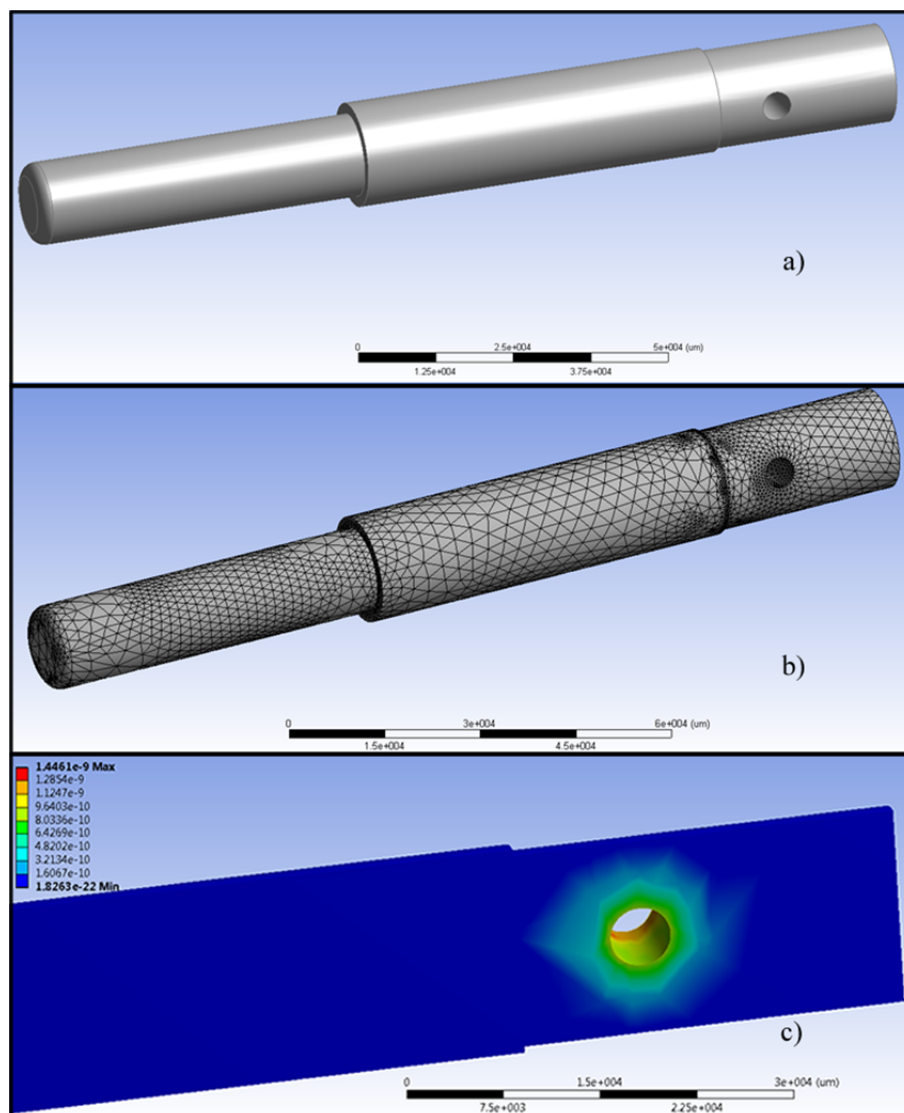 a)
0 2.5e+004 5e+004 (um)
1.25e+004 3.75e+004
b)
0 3e+004 6e+004 (um)
1.5e+004 4.5e+004
1.4461e-9 Max
1.2854e-9
1.1247e-9
9.6403e-10
8.0336e-10
6.4269e-10
4.8202e-10
3.2134e-10
1.6067e-10
1.8263e-22 Min
c)
0 1.5e+004 3e+004 (um)
7.5e+003 2.25e+004